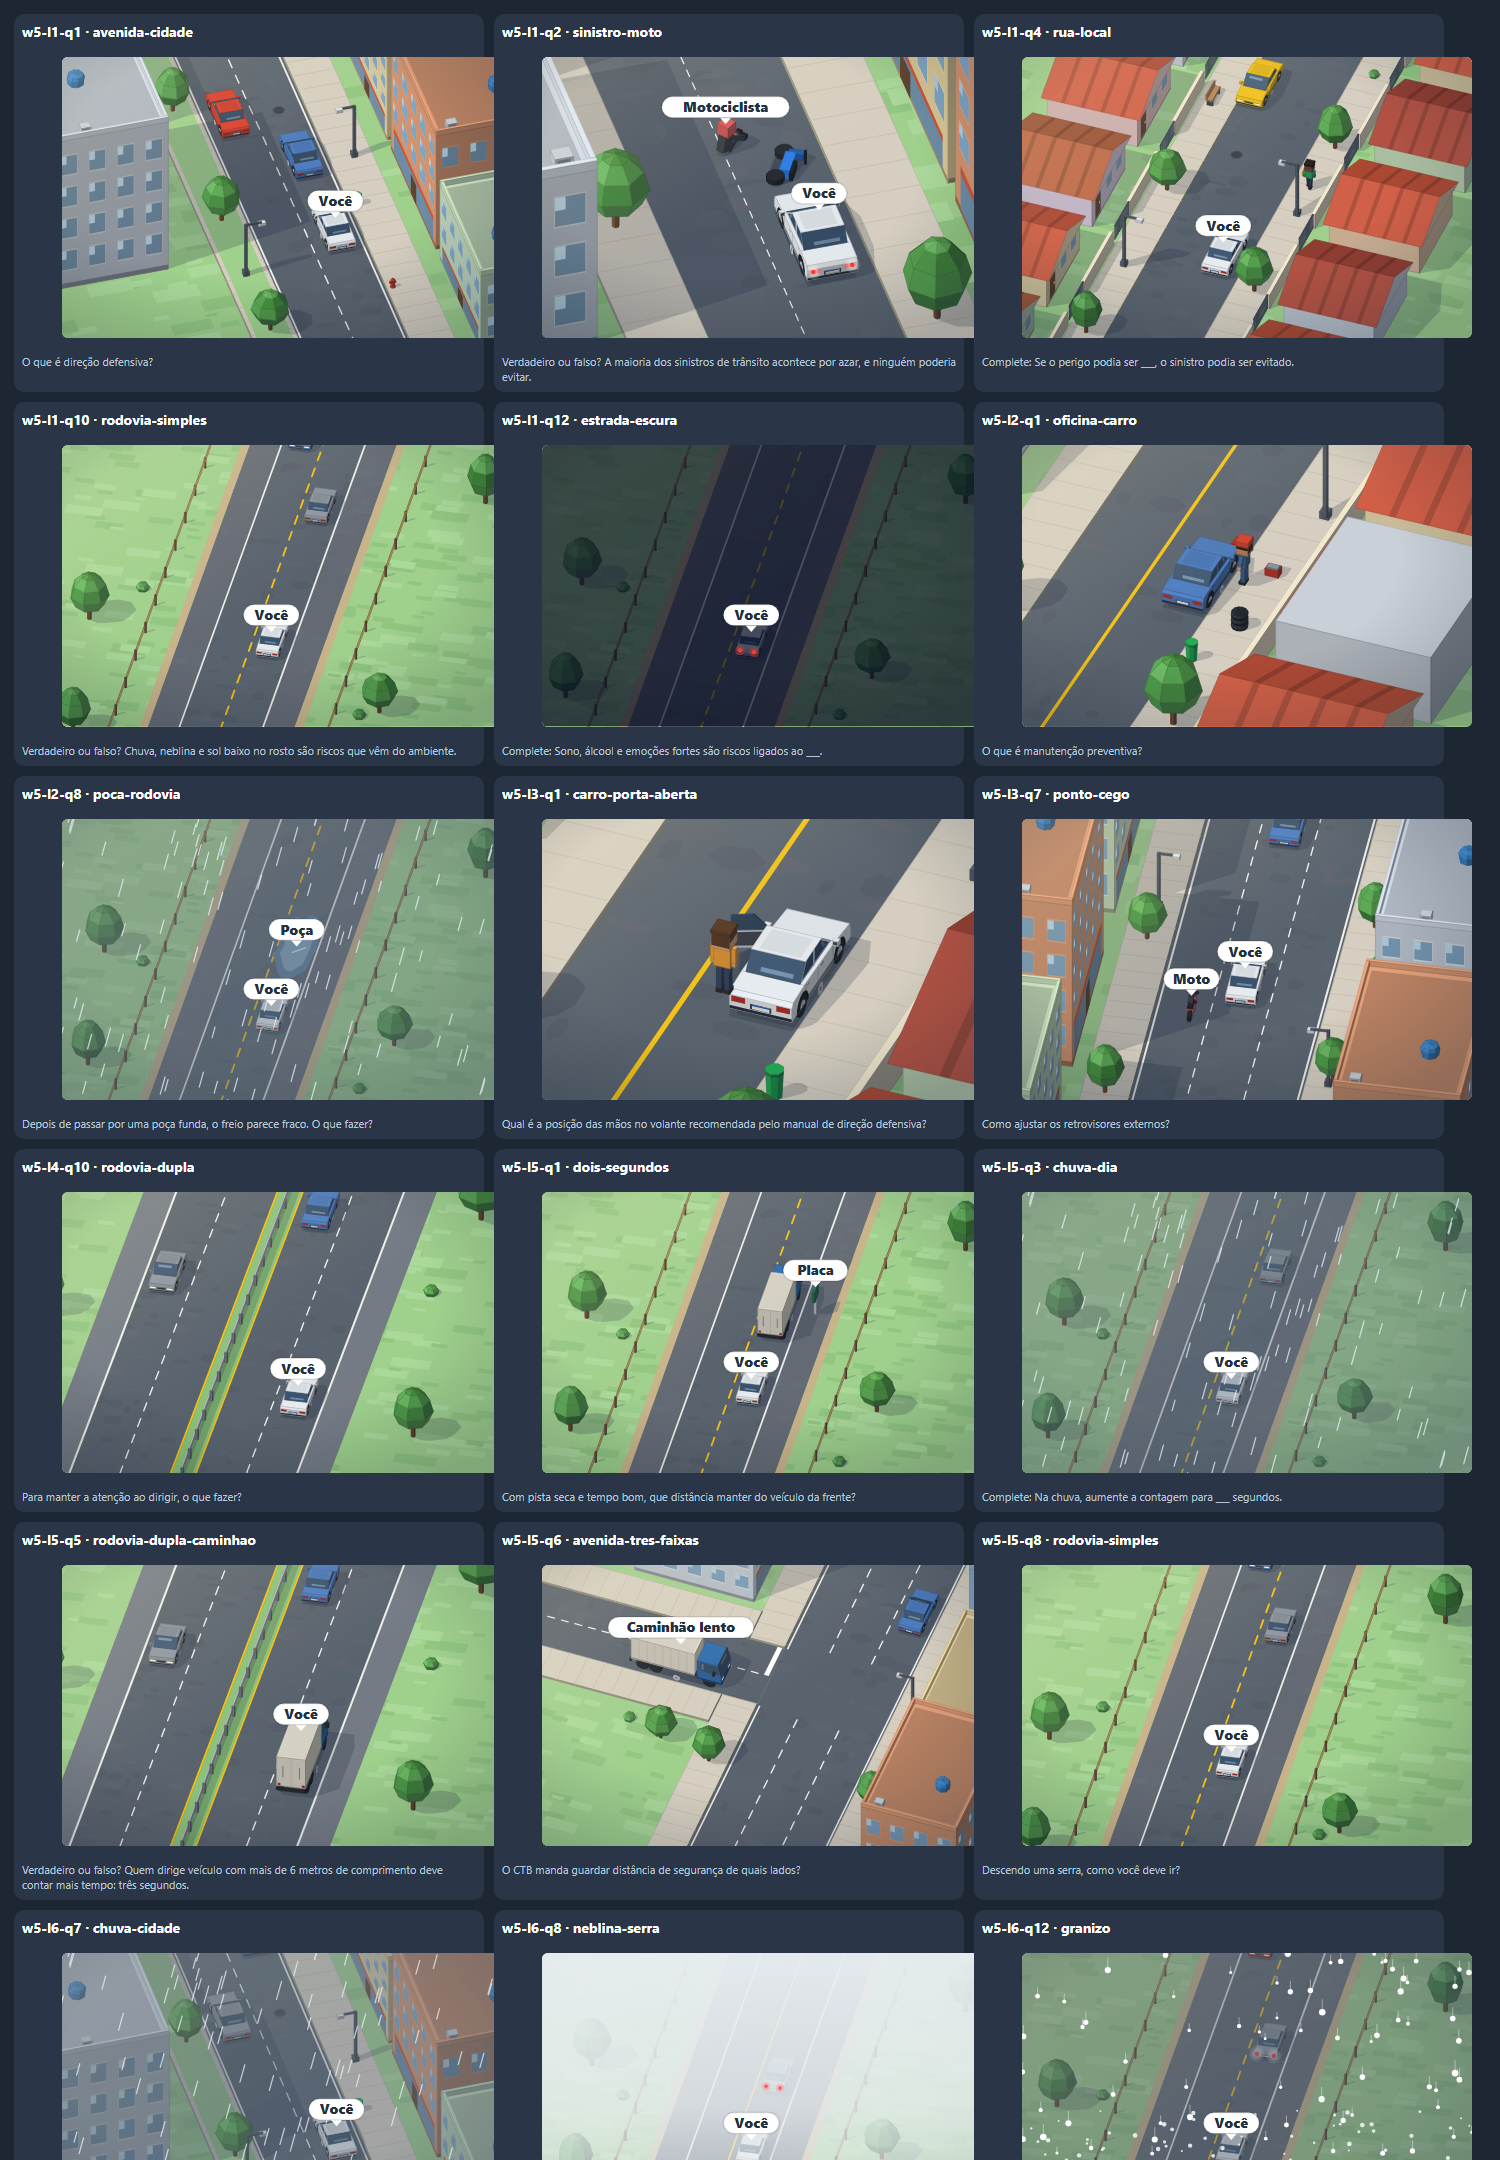 w5-l1-q1 · avenida-cidade
Você
O que é direção defensiva?
w5-l1-q2 · sinistro-moto
Motociclista
Você
Verdadeiro ou falso? A maioria dos sinistros de trânsito acontece por azar, e ninguém poderia
evitar.
w5-l1-q4 · rua-local
Você
Complete: Se o perigo podia ser ___, o sinistro podia ser evitado.
w5-l1-q10 · rodovia-simples
Você
Verdadeiro ou falso? Chuva, neblina e sol baixo no rosto são riscos que vêm do ambiente.
w5-l1-q12 · estrada-escura
Você
Complete: Sono, álcool e emoções fortes são riscos ligados ao ___.
w5-l2-q1 · oficina-carro
O que é manutenção preventiva?
w5-l2-q8 · poca-rodovia
Poça
Você
Depois de passar por uma poça funda, o freio parece fraco. O que fazer?
w5-l3-q1 · carro-porta-aberta
Qual é a posição das mãos no volante recomendada pelo manual de direção defensiva?
w5-l3-q7 · ponto-cego
Você
Moto
Como ajustar os retrovisores externos?
w5-l4-q10 · rodovia-dupla
Você
Para manter a atenção ao dirigir, o que fazer?
w5-l5-q1 · dois-segundos
Placa
Você
Com pista seca e tempo bom, que distância manter do veículo da frente?
w5-l5-q3 · chuva-dia
Você
Complete: Na chuva, aumente a contagem para ___ segundos.
w5-l5-q5 · rodovia-dupla-caminhao
Você
Verdadeiro ou falso? Quem dirige veículo com mais de 6 metros de comprimento deve
contar mais tempo: três segundos.
w5-l5-q6 · avenida-tres-faixas
Caminhão lento
O CTB manda guardar distância de segurança de quais lados?
w5-l5-q8 · rodovia-simples
Você
Descendo uma serra, como você deve ir?
w5-l6-q7 · chuva-cidade
Você
w5-l6-q8 · neblina-serra
Você
w5-l6-q12 · granizo
Você